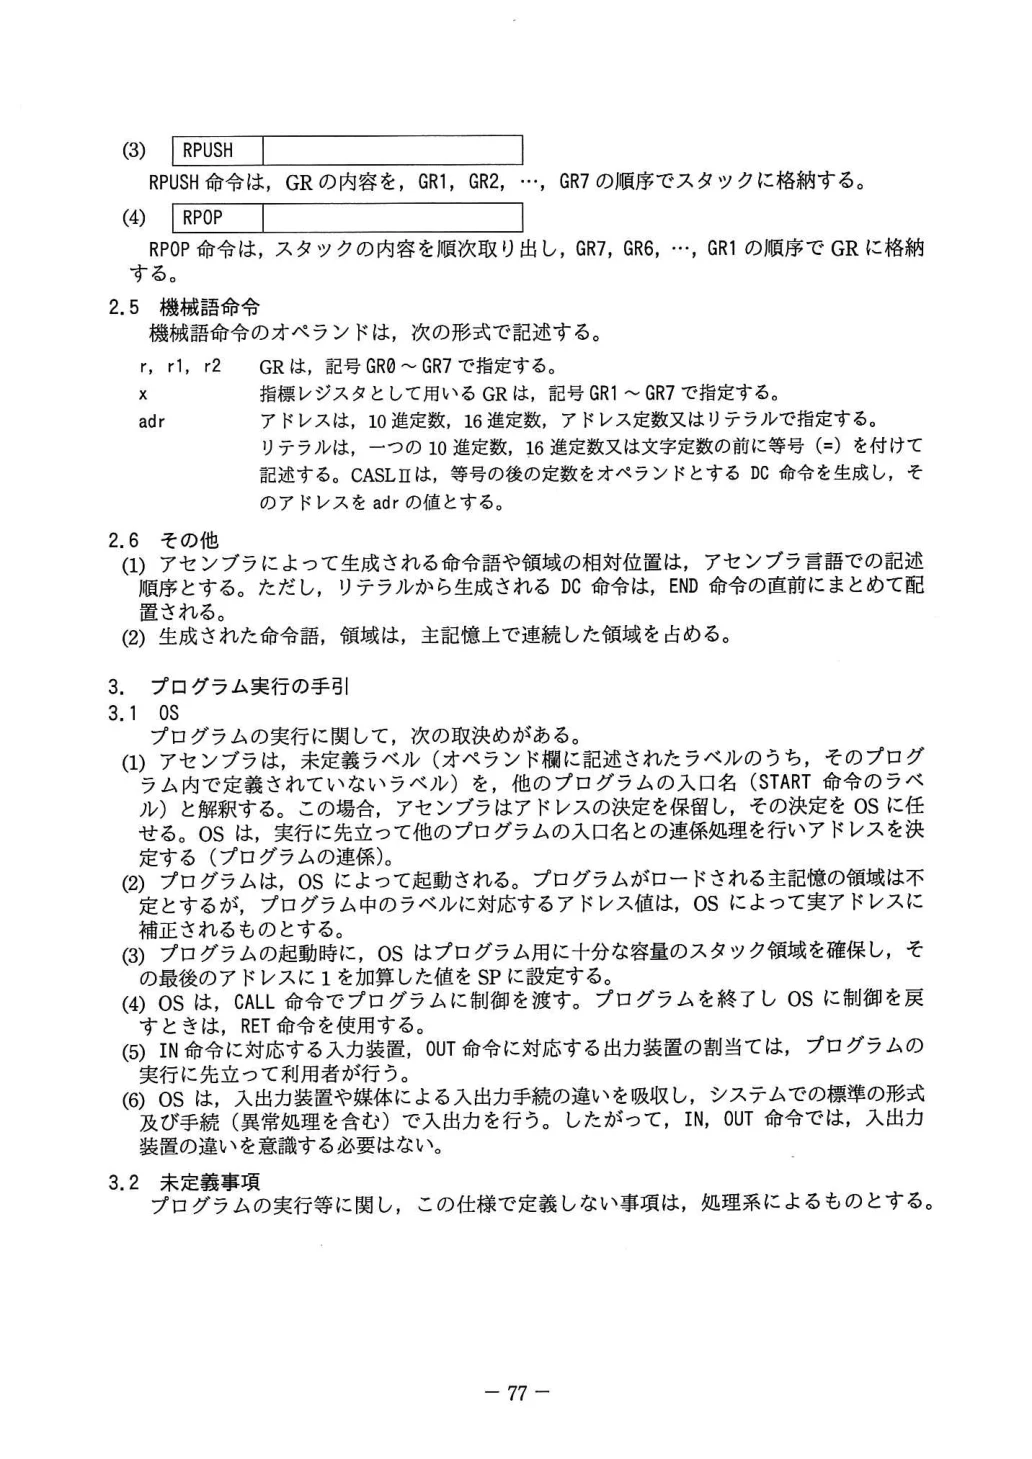 (3) RPUSH
RPUSH 命令は，GR の内容を，GR1，GR2，…，GR7 の順序でスタックに格納する。
(4) RPOP
RPOP 命令は，スタックの内容を順次取り出し，GR7，GR6，…，GR1 の順序で GR に格納
する。
2.5 機械語命令
機械語命令のオペランドは，次の形式で記述する。
r，r1，r2 GR は，記号 GR0 ～ GR7 で指定する。
x 指標レジスタとして用いる GR は，記号 GR1 ～ GR7 で指定する。
adr アドレスは，10 進定数，16 進定数，アドレス定数又はリテラルで指定する。
リテラルは，一つの 10 進定数，16 進定数又は文字定数の前に等号（=）を付けて
記述する。CASLⅡは，等号の後の定数をオペランドとする DC 命令を生成し，そ
のアドレスを adr の値とする。
2.6 その他
(1) アセンブラによって生成される命令語や領域の相対位置は，アセンブラ言語での記述
順序とする。ただし，リテラルから生成される DC 命令は，END 命令の直前にまとめて配
置される。
(2) 生成された命令語，領域は，主記憶上で連続した領域を占める。
3. プログラム実行の手引
3.1 OS
プログラムの実行に関して，次の取決めがある。
(1) アセンブラは，未定義ラベル（オペランド欄に記述されたラベルのうち，そのプログ
ラム内で定義されていないラベル）を，他のプログラムの入口名（START 命令のラベ
ル）と解釈する。この場合，アセンブラはアドレスの決定を保留し，その決定を OS に任
せる。OS は，実行に先立って他のプログラムの入口名との連係処理を行いアドレスを決
定する（プログラムの連係）。
(2) プログラムは，OS によって起動される。プログラムがロードされる主記憶の領域は不
定とするが，プログラム中のラベルに対応するアドレス値は，OS によって実アドレスに
補正されるものとする。
(3) プログラムの起動時に，OS はプログラム用に十分な容量のスタック領域を確保し，そ
の最後のアドレスに 1 を加算した値を SP に設定する。
(4) OS は，CALL 命令でプログラムに制御を渡す。プログラムを終了し OS に制御を戻
すときは，RET 命令を使用する。
(5) IN 命令に対応する入力装置，OUT 命令に対応する出力装置の割当ては，プログラムの
実行に先立って利用者が行う。
(6) OS は，入出力装置や媒体による入出力手続の違いを吸収し，システムでの標準の形式
及び手続（異常処理を含む）で入出力を行う。したがって，IN，OUT 命令では，入出力
装置の違いを意識する必要はない。
3.2 未定義事項
プログラムの実行等に関し，この仕様で定義しない事項は，処理系によるものとする。
－ 77 －